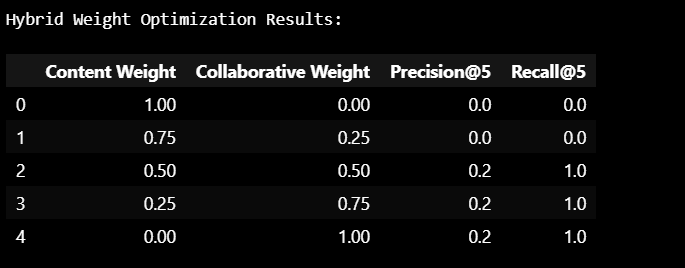 Hybrid Weight Optimization Results:
Content Weight Collaborative Weight Precision@5 Recall@5
0 1.00 0.00 0.0 0.0
1 0.75 0.25 0.0 0.0
2 0.50 0.50 0.2 1.0
3 0.25 0.75 0.2 1.0
4 0.00 1.00 0.2 1.0